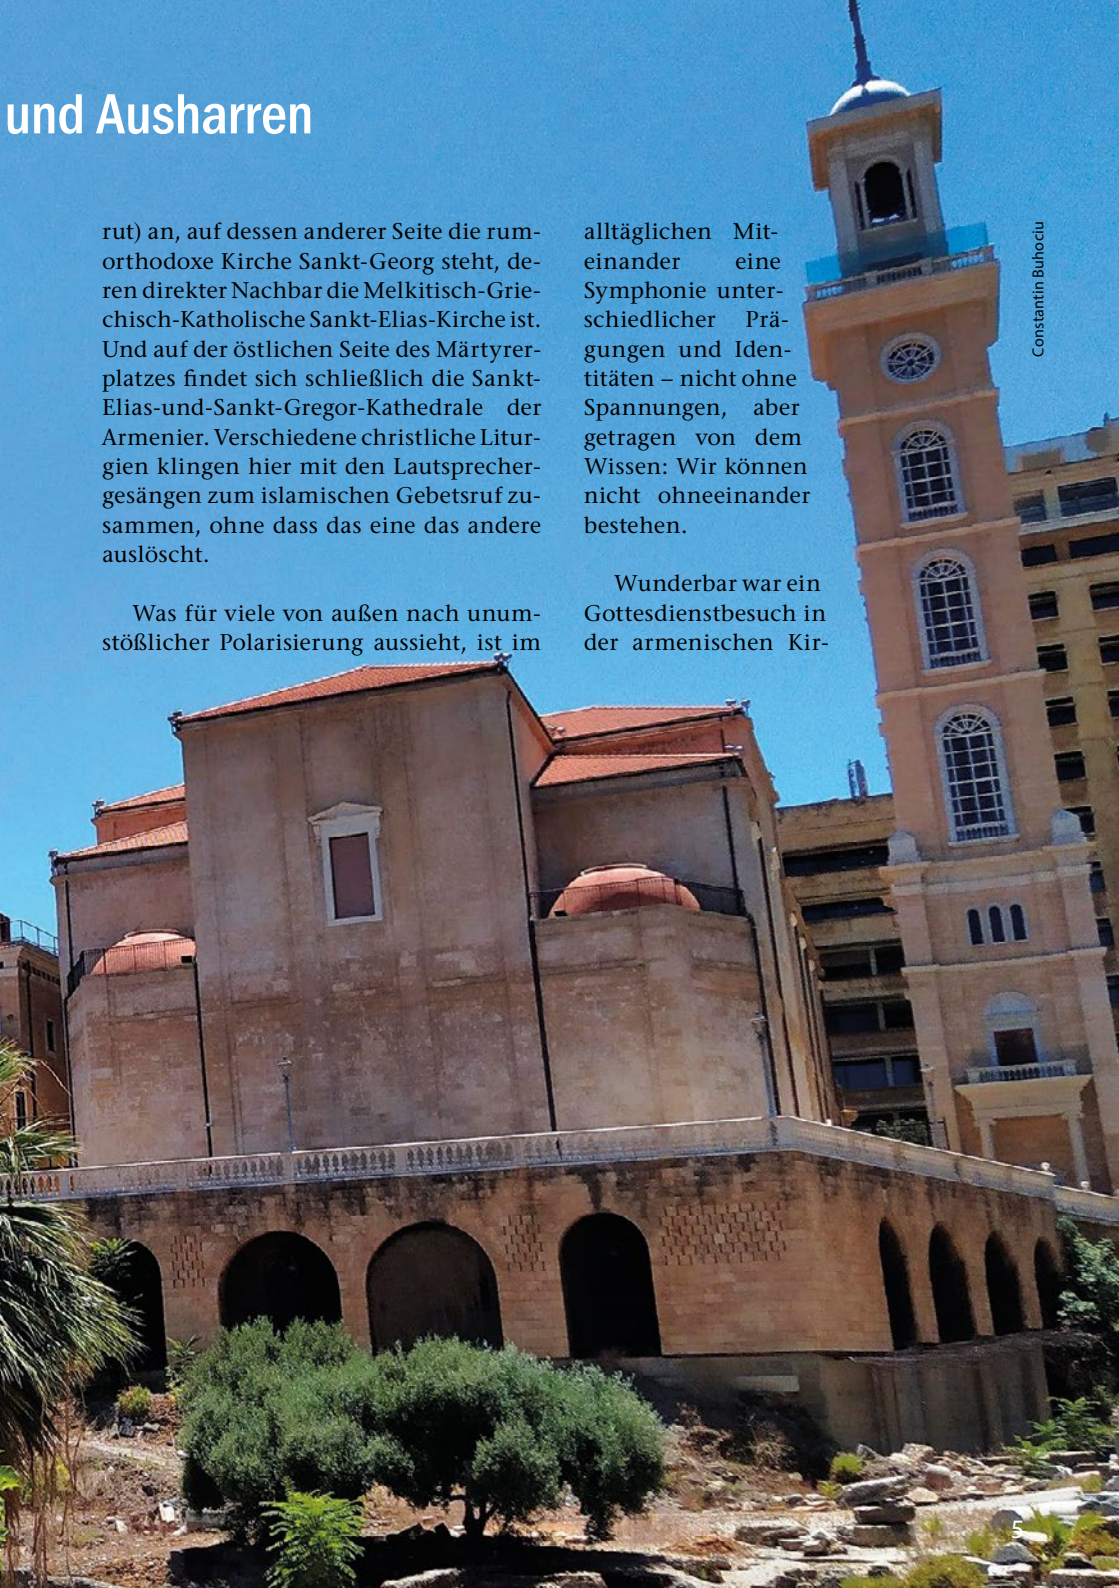 und Ausharren
rut) an, auf dessen anderer Seite die rum-
orthodoxe Kirche Sankt-Georg steht, de-
ren direkter Nachbar die Melkitisch-Grie-
chisch-Katholische Sankt-Elias-Kirche ist.
Und auf der östlichen Seite des Märtyrer-
platzes findet sich schließlich die Sankt-
Elias-und-Sankt-Gregor-Kathedrale der
Armenier. Verschiedene christliche Litur-
gien klingen hier mit den Lautsprecher-
gesängen zum islamischen Gebetsruf zu-
sammen, ohne dass das eine das andere
auslöscht.
Was für viele von außen nach unum-
stößlicher Polarisierung aussieht, ist im
alltäglichen Mit-
einander eine
Symphonie unter-
schiedlicher Prä-
gungen und Iden-
titäten – nicht ohne
Spannungen, aber
getragen von dem
Wissen: Wir können
nicht ohneeinander
bestehen.
Wunderbar war ein
Gottesdienstbesuch in
der armenischen Kir-
Constantin Buhociu
5